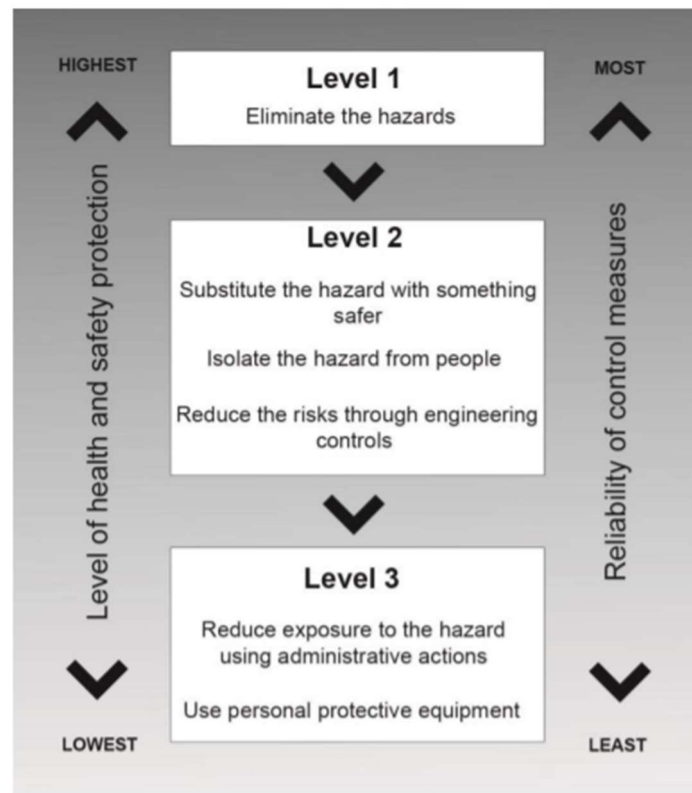 HIGHEST
MOST
Level 1
Eliminate the hazards
Level 2
Substitute the hazard with something
safer
Isolate the hazard from people
Reduce the risks through engineering
controls
Level 3
Reduce exposure to the hazard
using administrative actions
Use personal protective equipment
Level of health and safety protection
Reliability of control measures
LOWEST
LEAST